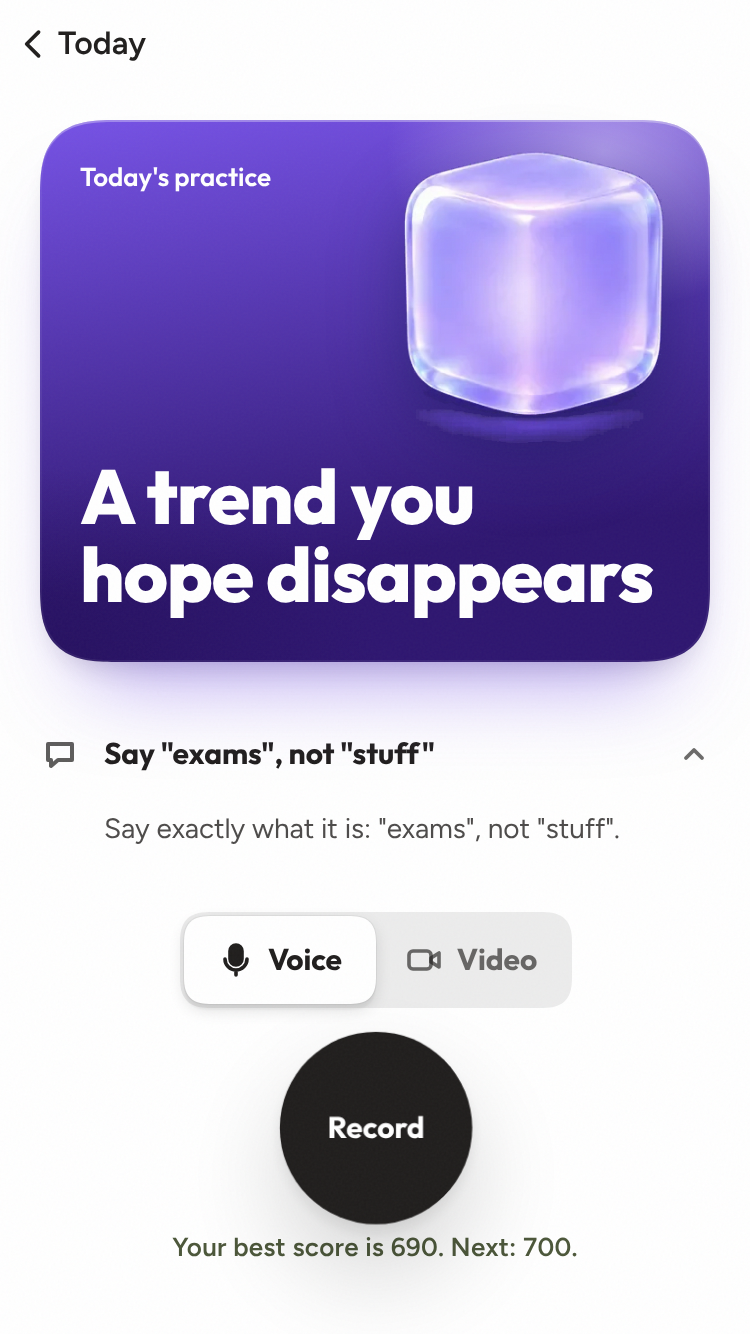 Today
Today's practice
A trend you
hope disappears
Say "exams", not "stuff"
Say exactly what it is: "exams", not "stuff".
Voice
Video
Record
Your best score is 690. Next: 700.